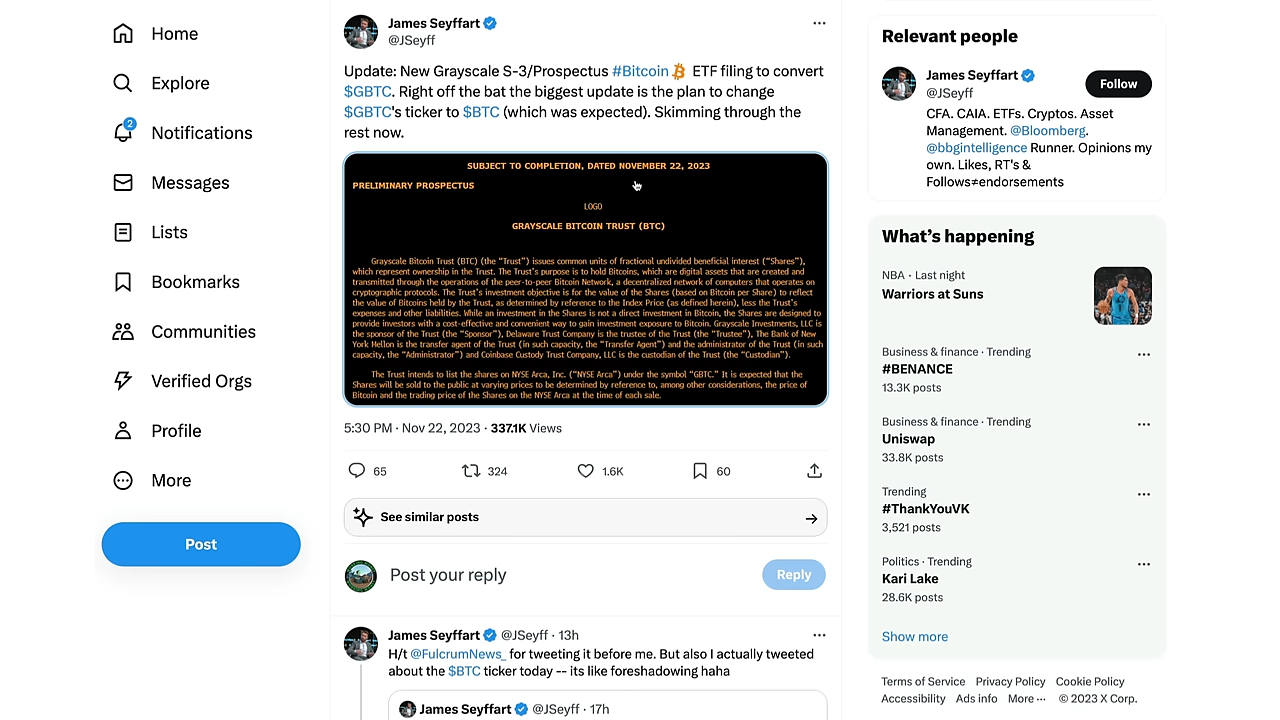 Home
Explore
2
Notifications
Messages
Lists
Bookmarks
Communities
Verified Orgs
Profile
More
Post
James Seyffart
@JSeyff
Update: New Grayscale S-3/Prospectus #Bitcoin ETF filing to convert
$GBTC. Right off the bat the biggest update is the plan to change
$GBTC's ticker to $BTC (which was expected). Skimming through the
rest now.
SUBJECT TO COMPLETION, DATED NOVEMBER 22, 2023
PRELIMINARY PROSPECTUS
LOGO
GRAYSCALE BITCOIN TRUST (BTC)
Grayscale Bitcoin Trust (BTC) (the “Trust”) issues common units of fractional undivided beneficial interest (“Shares”),
which represent ownership in the Trust. The Trust’s purpose is to hold Bitcoins, which are digital assets that are created and
transmitted through the operations of the peer-to-peer Bitcoin Network, a decentralized network of computers that operates on
cryptographic protocols. The Trust’s investment objective is for the value of the Shares (based on Bitcoin per Share) to reflect
the value of Bitcoins held by the Trust, as determined by reference to the Index Price (as defined herein), less the Trust’s
expenses and other liabilities. While an investment in the Shares is not a direct investment in Bitcoin, the Shares are designed to
provide investors with a cost-effective and convenient way to gain investment exposure to Bitcoin. Grayscale Investments, LLC is
the sponsor of the Trust (the “Sponsor”), Delaware Trust Company is the trustee of the Trust (the “Trustee”), The Bank of New
York Mellon is the transfer agent of the Trust (in such capacity, the “Transfer Agent”) and the administrator of the Trust (in such
capacity, the “Administrator”) and Coinbase Custody Trust Company, LLC is the custodian of the Trust (the “Custodian”).
The Trust intends to list the shares on NYSE Arca, Inc. (“NYSE Arca”) under the symbol “GBTC.” It is expected that the
Shares will be sold to the public at varying prices to be determined by reference to, among other considerations, the price of
Bitcoin and the trading price of the Shares on the NYSE Arca at the time of each sale.
5:30 PM · Nov 22, 2023 · 337.1K Views
65 324 1.6K 60
See similar posts
Post your reply
Reply
James Seyffart @JSeyff · 13h
H/t @FulcrumNews_ for tweeting it before me. But also I actually tweeted
about the $BTC ticker today -- its like foreshadowing haha
James Seyffart @JSeyff · 17h
Relevant people
James Seyffart
@JSeyff
Follow
CFA. CAIA. ETFs. Cryptos. Asset
Management. @Bloomberg.
@bbgintelligence Runner. Opinions my
own. Likes, RT's &
Follows≠endorsements
What’s happening
NBA · Last night
Warriors at Suns
Business & finance · Trending
#BENANCE
13.3K posts
Business & finance · Trending
Uniswap
33.8K posts
Trending
#ThankYouVK
3,521 posts
Politics · Trending
Kari Lake
28.6K posts
Show more
Terms of Service Privacy Policy Cookie Policy
Accessibility Ads info More ··· © 2023 X Corp.